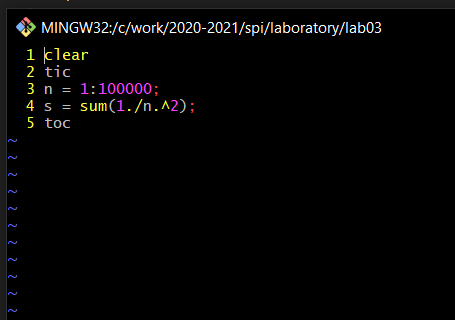 MINGW32:/c/work/2020-2021/spi/laboratory/lab03
1 clear
2 tic
3 n = 1:100000;
4 s = sum(1./n.^2);
5 toc
~
~
~
~
~
~
~
~
~
~
~